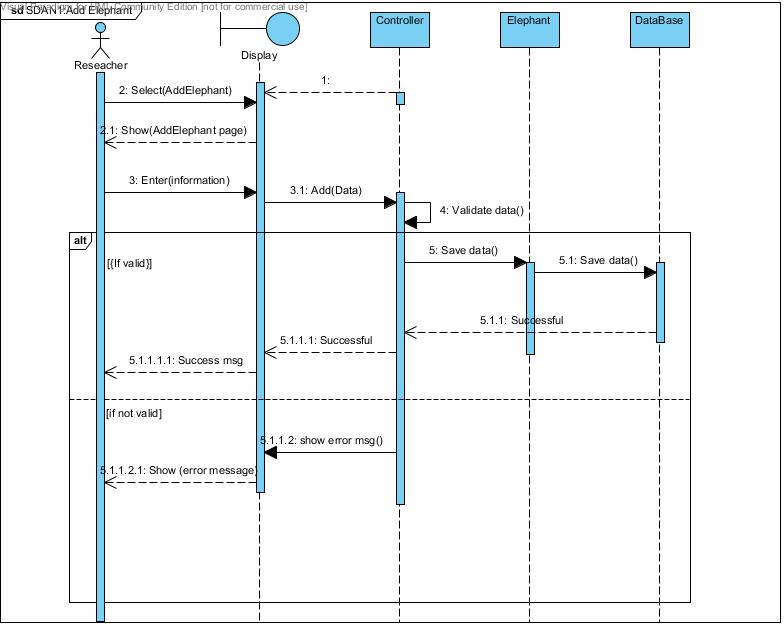 Visual Paradigm for UML Community Edition [not for commercial use]
sd SDAN1:Add Elephant
Reseacher
Display
Controller
Elephant
DataBase
1:
2: Select(AddElephant)
2.1: Show(AddElephant page)
3: Enter(information)
3.1: Add(Data)
4: Validate data()
alt
[{If valid}]
5: Save data()
5.1: Save data()
5.1.1: Successful
5.1.1.1: Successful
5.1.1.1.1: Success msg
[if not valid]
5.1.1.2: show error msg()
5.1.1.2.1: Show (error message)